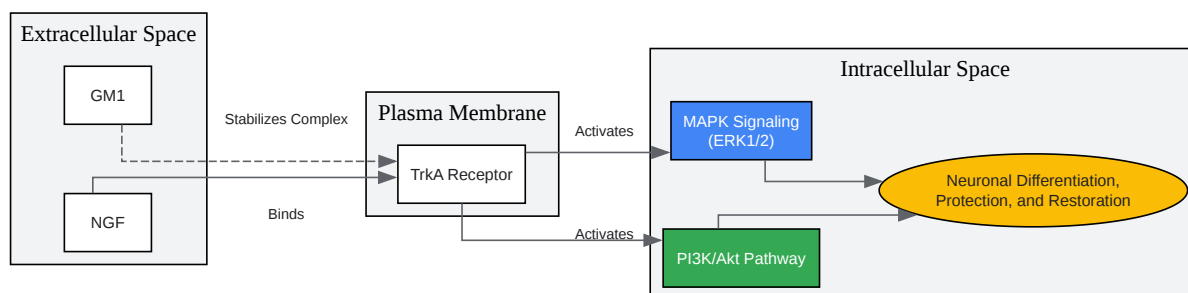 Extracellular Space
GM1
NGF
Stabilizes Complex
Binds
Plasma Membrane
TrkA Receptor
Activates
Activates
Intracellular Space
MAPK Signaling
(ERK1/2)
PI3K/Akt Pathway
Neuronal Differentiation,
Protection, and Restoration